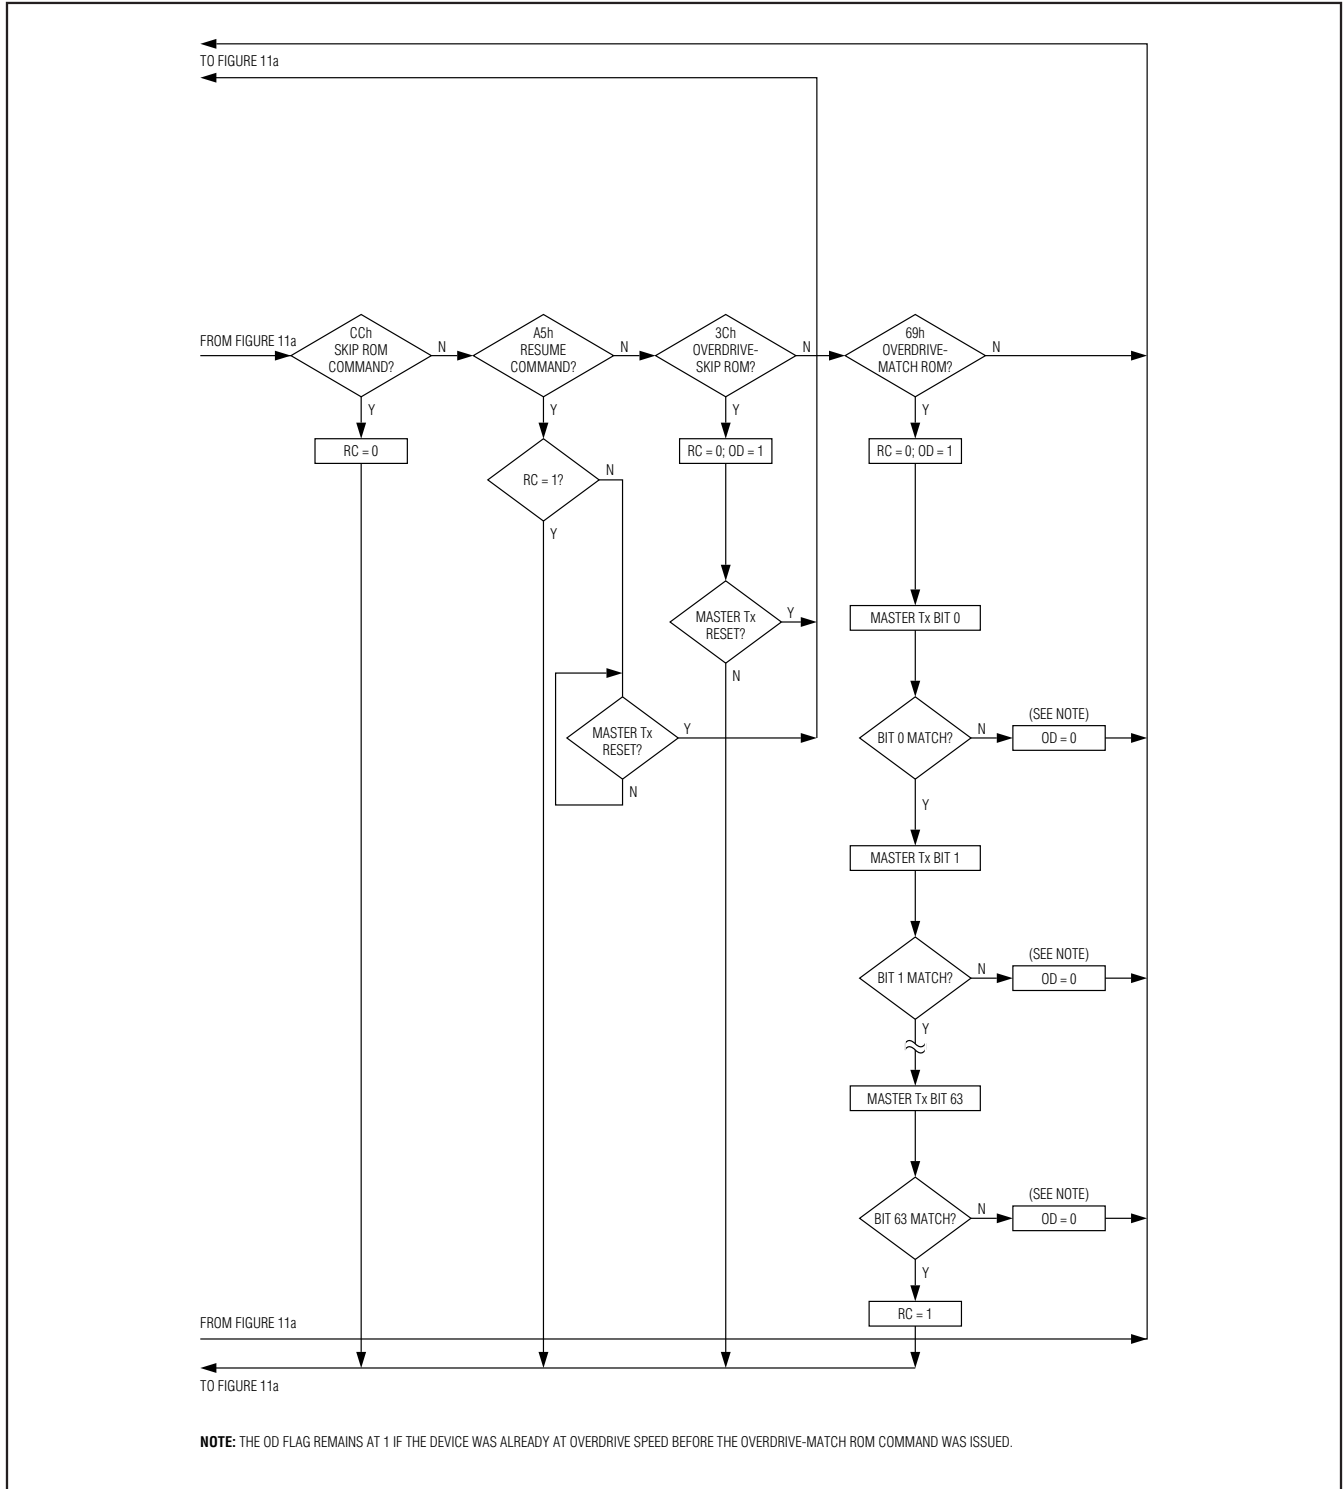 TO FIGURE 11a
FROM FIGURE 11a
CCh
SKIP ROM
COMMAND?
N
Y
RC = 0
A5h
RESUME
COMMAND?
N
Y
RC = 1?
N
Y
MASTER Tx
RESET?
Y
N
3Ch
OVERDRIVE-
SKIP ROM?
N
Y
RC = 0; OD = 1
MASTER Tx
RESET?
Y
N
69h
OVERDRIVE-
MATCH ROM?
N
Y
RC = 0; OD = 1
MASTER Tx BIT 0
BIT 0 MATCH?
N
(SEE NOTE)
OD = 0
Y
MASTER Tx BIT 1
BIT 1 MATCH?
N
(SEE NOTE)
OD = 0
Y
MASTER Tx BIT 63
BIT 63 MATCH?
N
(SEE NOTE)
OD = 0
Y
RC = 1
FROM FIGURE 11a
TO FIGURE 11a
NOTE: THE OD FLAG REMAINS AT 1 IF THE DEVICE WAS ALREADY AT OVERDRIVE SPEED BEFORE THE OVERDRIVE-MATCH ROM COMMAND WAS ISSUED.